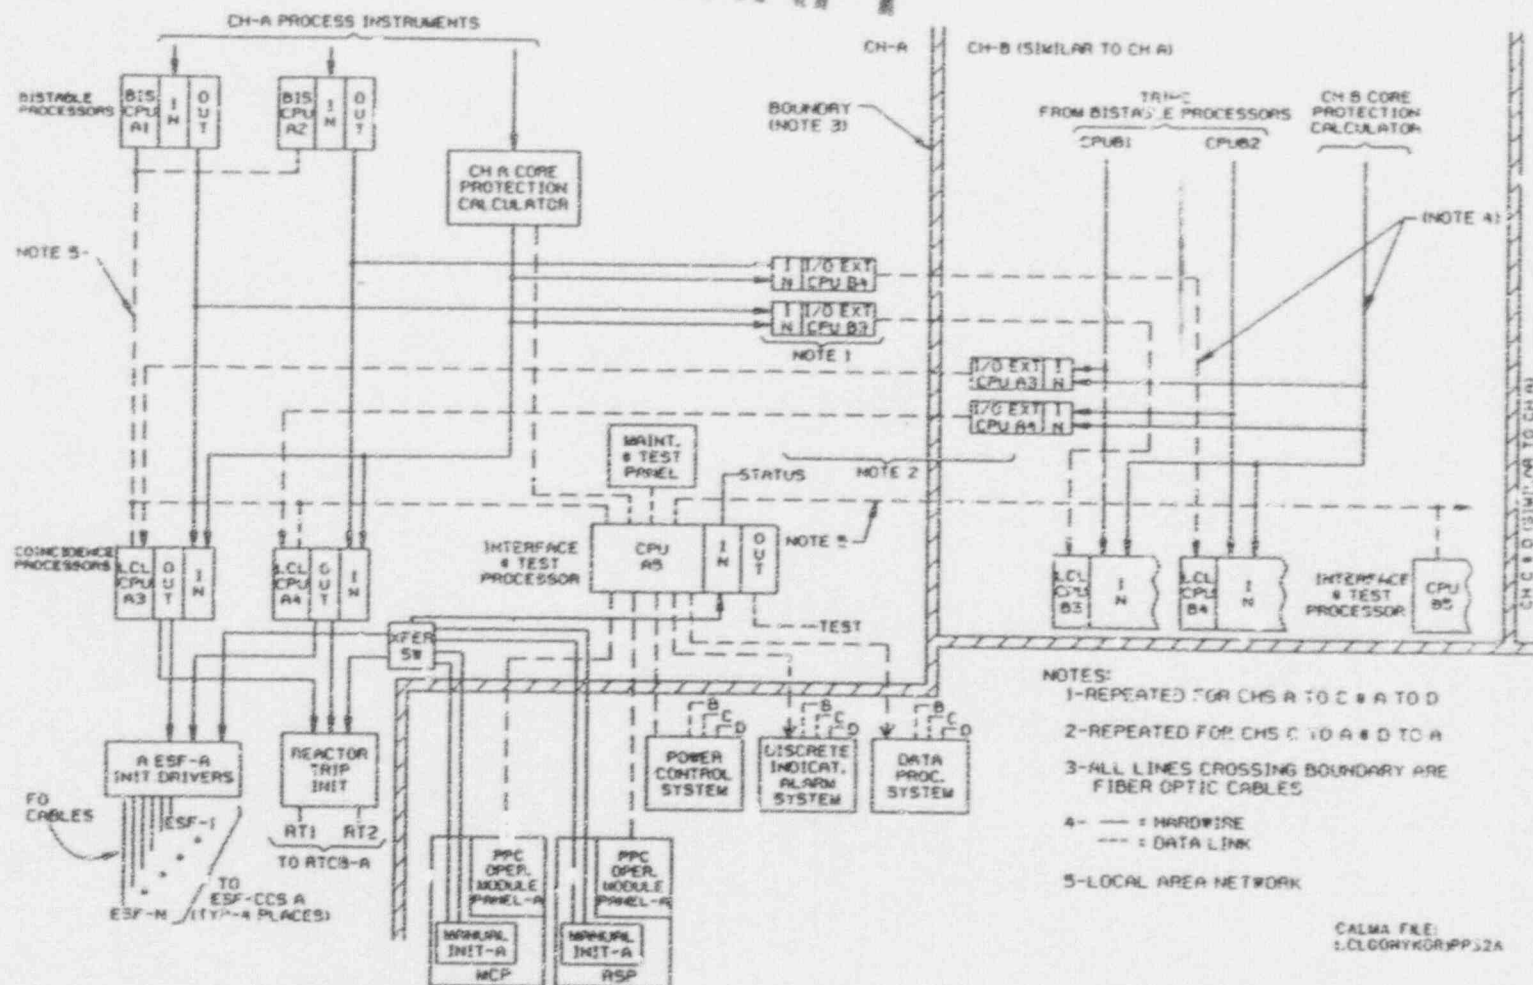 CH-A PROCESS INSTRUMENTS
CH-A
CH-B (SIMILAR TO CH A)
BISTABLE
PROCESSORS
BIS
CPU
A1
IN
OUT
BIS
CPU
A2
IN
OUT
BOUNDRY
(NOTE 3)
FROM BISTABLE PROCESSORS
CPUB1
CPUB2
CH B CORE
PROTECTION
CALCULATOR
CH A CORE
PROTECTION
CALCULATOR
NOTE 5
(NOTE 4)
IN
I/O EXT
CPU B4
IN
I/O EXT
CPU B3
NOTE 1
I/O EXT
CPU A3
IN
I/O EXT
CPU A4
IN
MAINT.
& TEST
PANEL
STATUS
NOTE 2
COINCIDENCE
PROCESSORS
LCL
CPU
A3
OUT
IN
LCL
CPU
A4
OUT
IN
INTERFACE
& TEST
PROCESSOR
CPU
A5
IN
OUT
NOTE 5
LCL
CPU
B3
IN
LCL
CPU
B4
IN
INTERFACE
& TEST
PROCESSOR
CPU
B5
TEST
XFER
SW
A ESF-A
INIT DRIVERS
REACTOR
TRIP
INIT
B
C
D
POWER
CONTROL
SYSTEM
B
C
D
DISCRETE
INDICAT.
ALARM
SYSTEM
B
C
D
DATA
PROC.
SYSTEM
FO
CABLES
ESF-1
ESF-N
TO
ESF-CCS A
(TYP-4 PLACES)
RT1
RT2
TO RTCB-A
PPC
OPER.
MODULE
PANEL-A
MANUAL
INIT-A
MCP
PPC
OPER.
MODULE
PANEL-A
MANUAL
INIT-A
RSP
NOTES:
1-REPEATED FOR CHS A TO C & A TO D
2-REPEATED FOR CHS C TO A & D TO A
3-ALL LINES CROSSING BOUNDARY ARE
FIBER OPTIC CABLES
4- — = HARDWIRE
--- = DATA LINK
5-LOCAL AREA NETWORK
CALMA FILE: